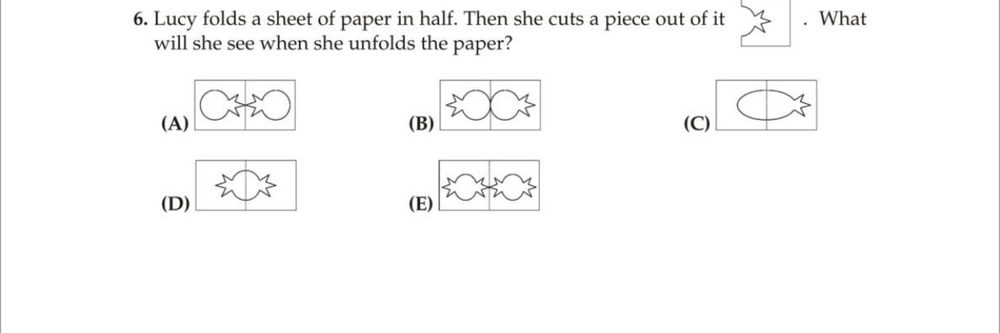 6. Lucy folds a sheet of paper in half. Then she cuts a piece out of it . What
will she see when she unfolds the paper?
(A) (B) (C)
(D) (E)